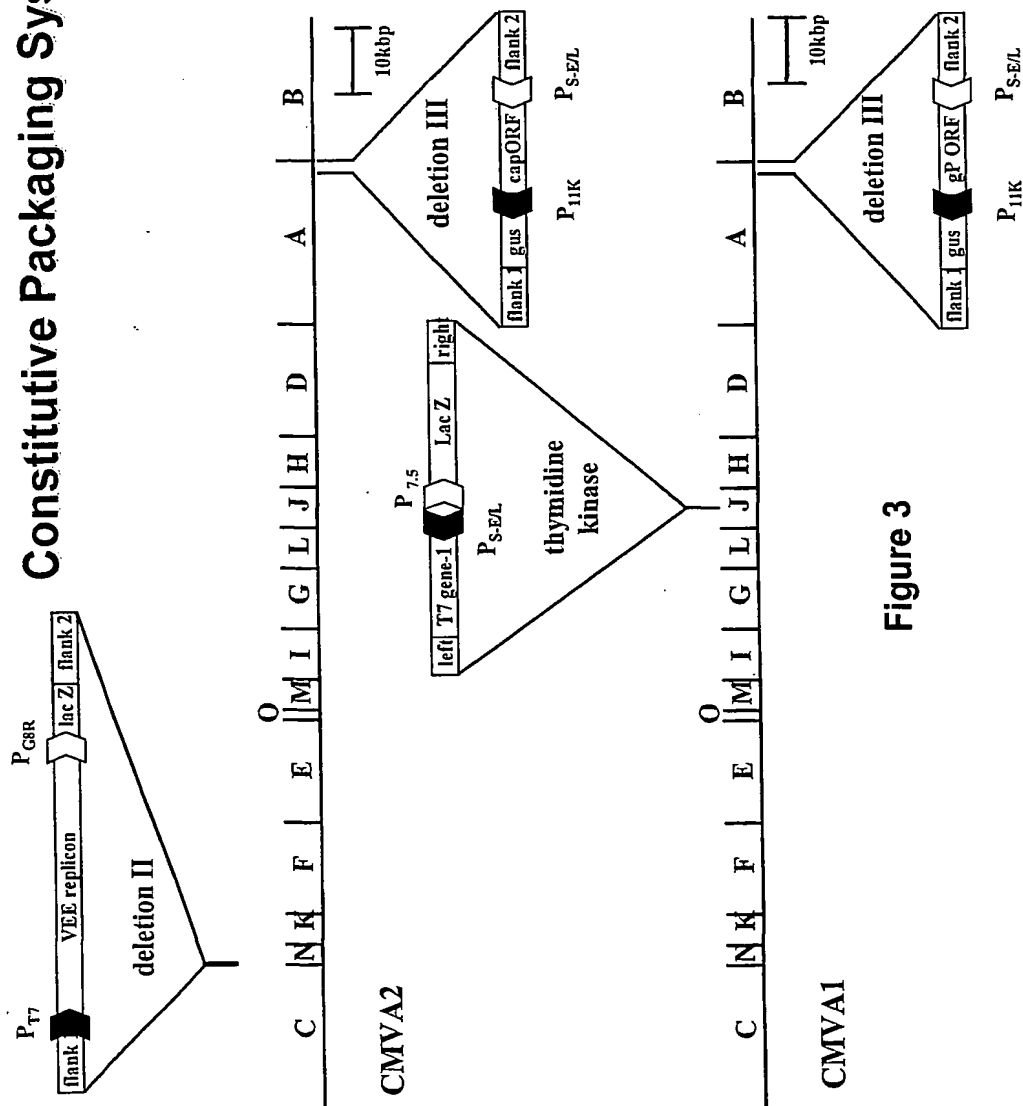 Constitutive Packaging Sys
P_T7
P_G8R
flank
VEE replicon
lac Z
flank 2
deletion II
C
N
K
F
E
O
M
I
G
L
J
H
D
A
B
10kbp
CMVA2
deletion III
flank 1
gus
capORF
flank 2
P_11K
P_S-E/L
P_7.5
left
T7 gene-1
Lac Z
right
P_S-E/L
thymidine
kinase
C
N
K
F
E
O
M
I
G
L
J
H
D
A
B
10kbp
CMVA1
deletion III
flank 1
gus
gP ORF
flank 2
P_11K
P_S-E/L
Figure 3